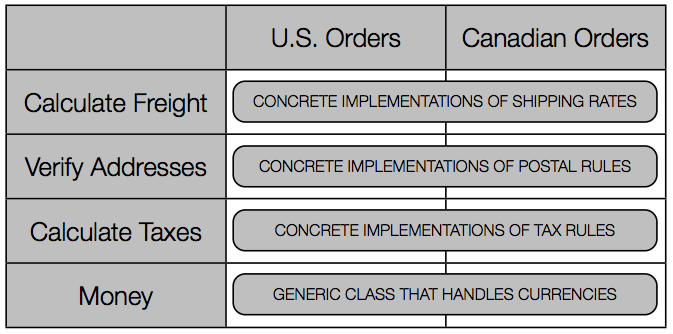 U.S. Orders Canadian Orders
Calculate Freight CONCRETE IMPLEMENTATIONS OF SHIPPING RATES
Verify Addresses CONCRETE IMPLEMENTATIONS OF POSTAL RULES
Calculate Taxes CONCRETE IMPLEMENTATIONS OF TAX RULES
Money GENERIC CLASS THAT HANDLES CURRENCIES